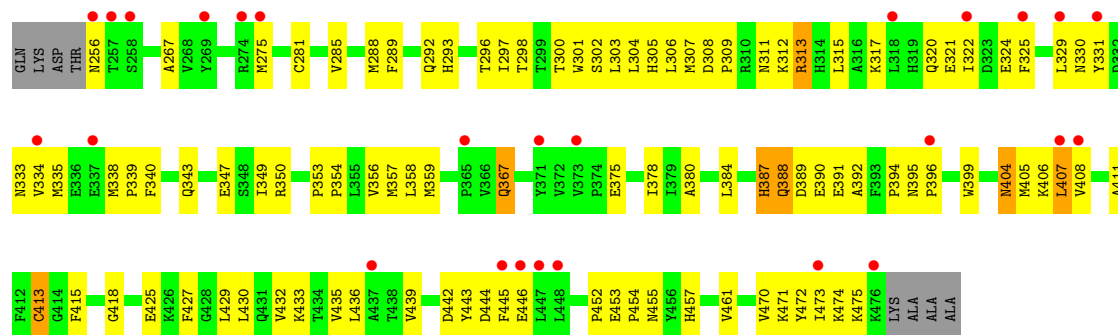 GLN LYS ASP THR N256 T257 S258 A267 V268 Y269 R274 M275 C281 V285 M288 F289 Q292 H293 T296 I297 T298 T299 T300 W301 S302 L303 L304 H305 L306 M307 D308 P309 R310 N311 K312 R313 H314 L315 A316 K317 L318 H319 Q320 E321 I322 D323 E324 F325 L329 N330 Y331 D332
N333 V334 M335 E336 E337 M338 P339 F340 Q343 E347 S348 I349 R350 P353 P354 L355 V356 M357 L358 M359 P365 V366 Q367 Y371 V372 V373 P374 E375 I378 I379 A380 L384 H387 Q388 D389 E390 E391 A392 F393 P394 N395 P396 W399 N404 M405 K406 L407 V408 A411
F412 C413 G414 F415 G418 E425 K426 F427 G428 L429 L430 Q431 V432 K433 T434 V435 L436 A437 T438 V439 D442 Y443 D444 F445 E446 L447 L448 P452 E453 P454 N455 Y456 H457 V461 V470 K471 Y472 I473 K474 K475 K476 LYS ALA ALA ALA